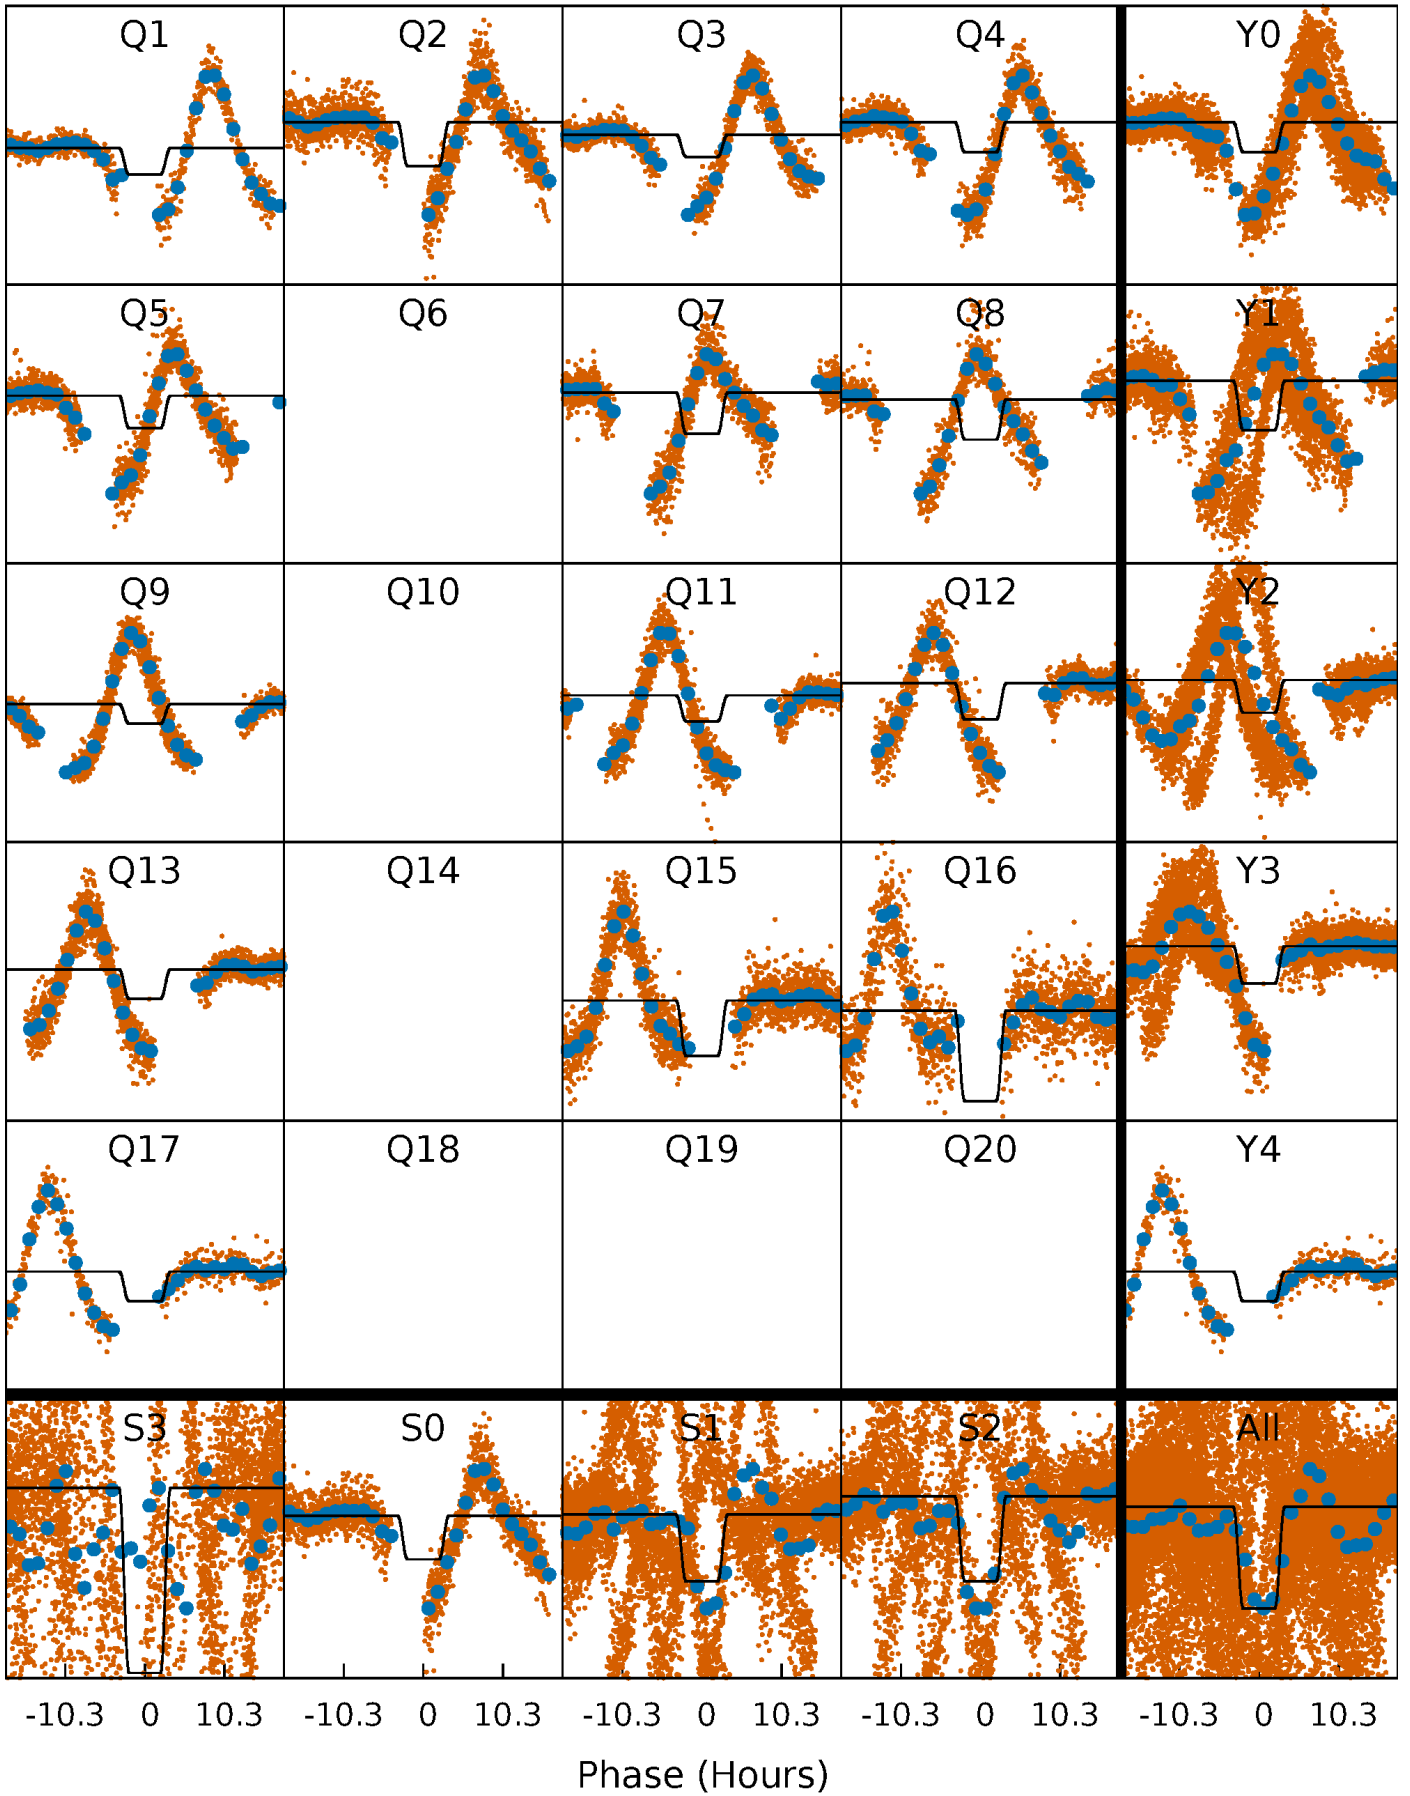 Q1 Q2 Q3 Q4 Y0
Q5 Q6 Q7 Q8 Y1
Q9 Q10 Q11 Q12 Y2
Q13 Q14 Q15 Q16 Y3
Q17 Q18 Q19 Q20 Y4
S3 S0 S1 S2 All
-10.3 0 10.3 -10.3 0 10.3 -10.3 0 10.3 -10.3 0 10.3 -10.3 0 10.3
Phase (Hours)